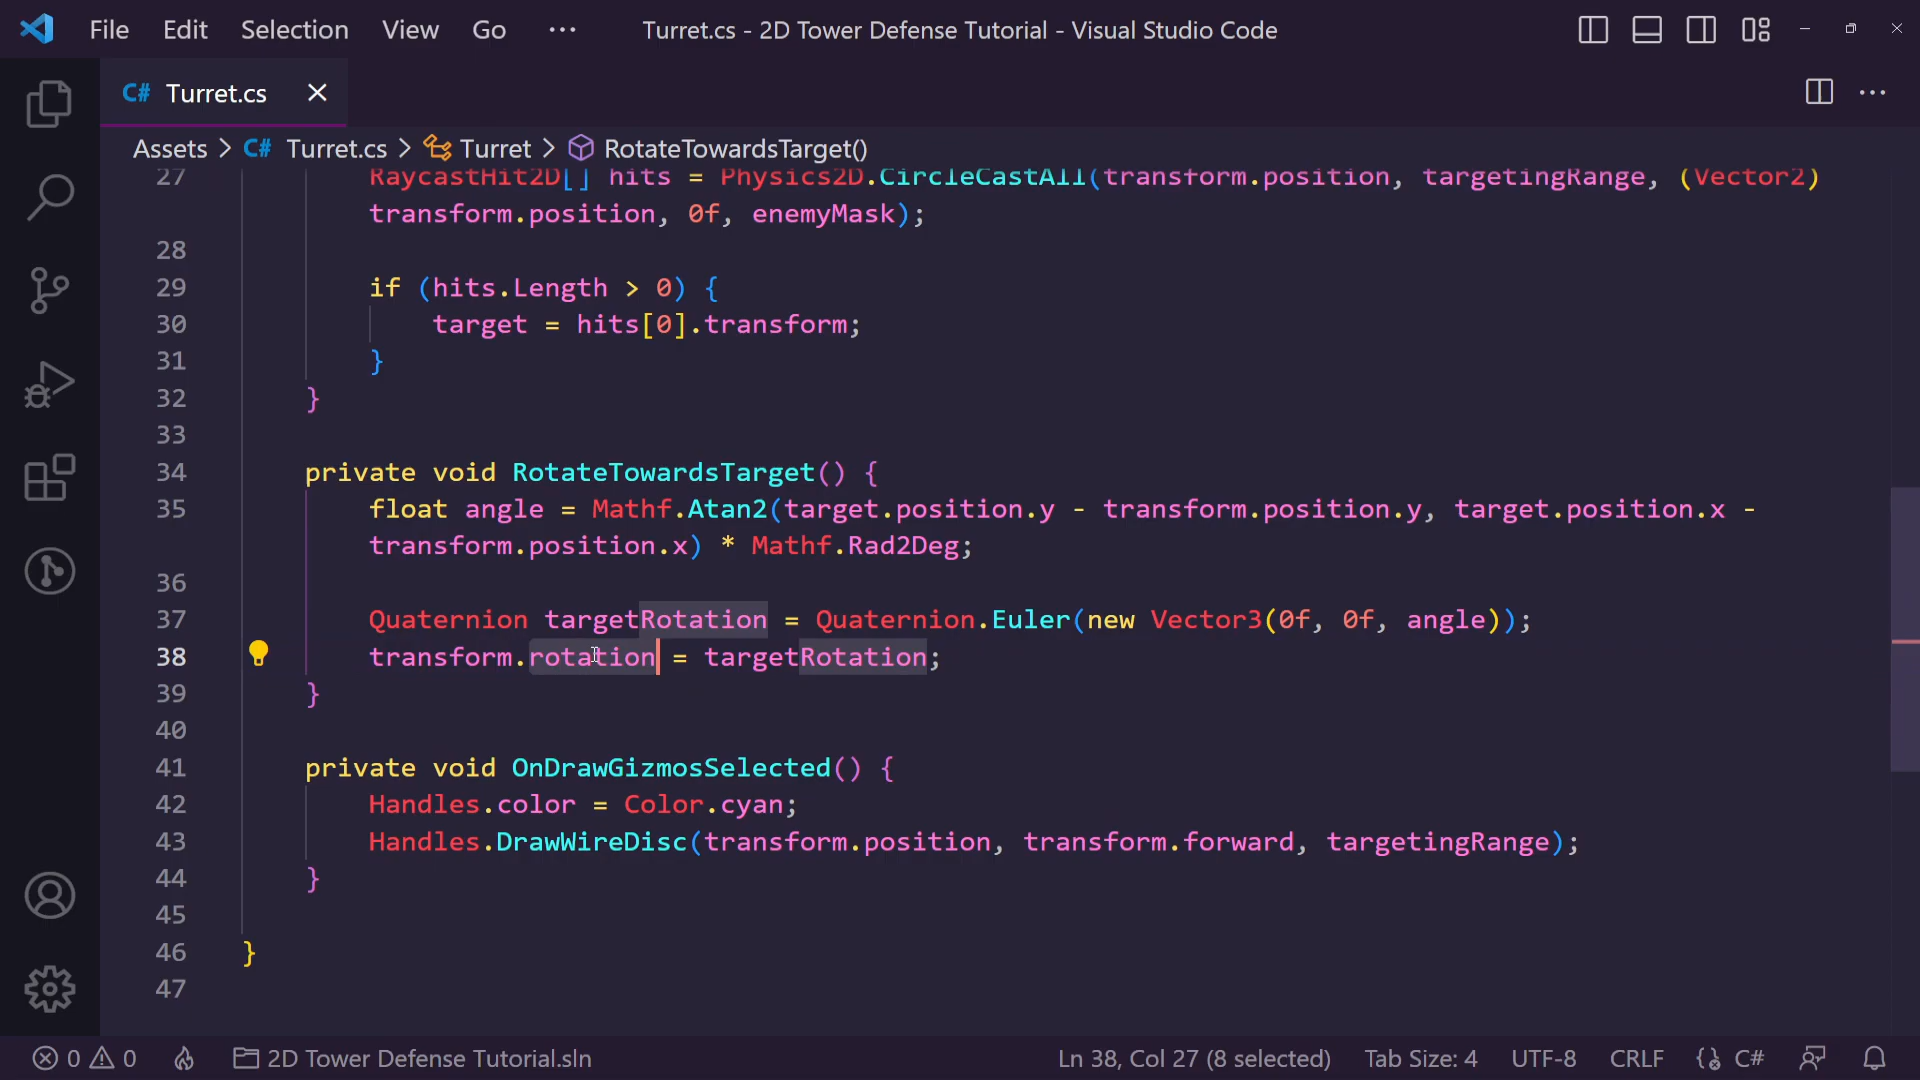 File Edit Selection View Go ··· Turret.cs - 2D Tower Defense Tutorial - Visual Studio Code
C# Turret.cs
Assets > C# Turret.cs > Turret > RotateTowardsTarget()
27 RaycastHit2D[] hits = Physics2D.CircleCastAll(transform.position, targetingRange, (Vector2)
transform.position, 0f, enemyMask);
28
29 if (hits.Length > 0) {
30 target = hits[0].transform;
31 }
32 }
33
34 private void RotateTowardsTarget() {
35 float angle = Mathf.Atan2(target.position.y - transform.position.y, target.position.x -
transform.position.x) * Mathf.Rad2Deg;
36
37 Quaternion targetRotation = Quaternion.Euler(new Vector3(0f, 0f, angle));
38 transform.rotation = targetRotation;
39 }
40
41 private void OnDrawGizmosSelected() {
42 Handles.color = Color.cyan;
43 Handles.DrawWireDisc(transform.position, transform.forward, targetingRange);
44 }
45
46 }
47
0 0 2D Tower Defense Tutorial.sln Ln 38, Col 27 (8 selected) Tab Size: 4 UTF-8 CRLF C#